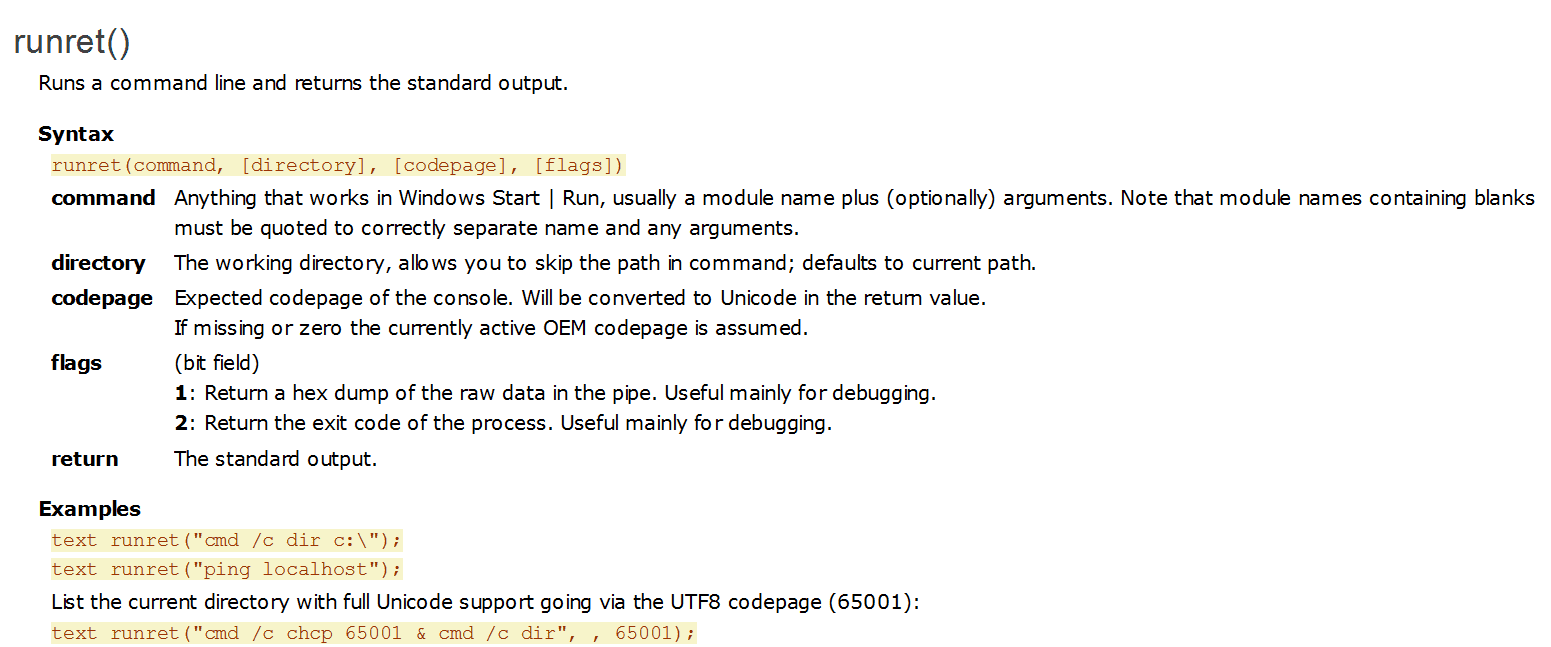 runret()
Runs a command line and returns the standard output.
Syntax
runret(command, [directory], [codepage], [flags])
command Anything that works in Windows Start | Run, usually a module name plus (optionally) arguments. Note that module names containing blanks
must be quoted to correctly separate name and any arguments.
directory The working directory, allows you to skip the path in command; defaults to current path.
codepage Expected codepage of the console. Will be converted to Unicode in the return value.
If missing or zero the currently active OEM codepage is assumed.
flags (bit field)
1: Return a hex dump of the raw data in the pipe. Useful mainly for debugging.
2: Return the exit code of the process. Useful mainly for debugging.
return The standard output.
Examples
text runret("cmd /c dir c:\");
text runret("ping localhost");
List the current directory with full Unicode support going via the UTF8 codepage (65001):
text runret("cmd /c chcp 65001 & cmd /c dir", , 65001);